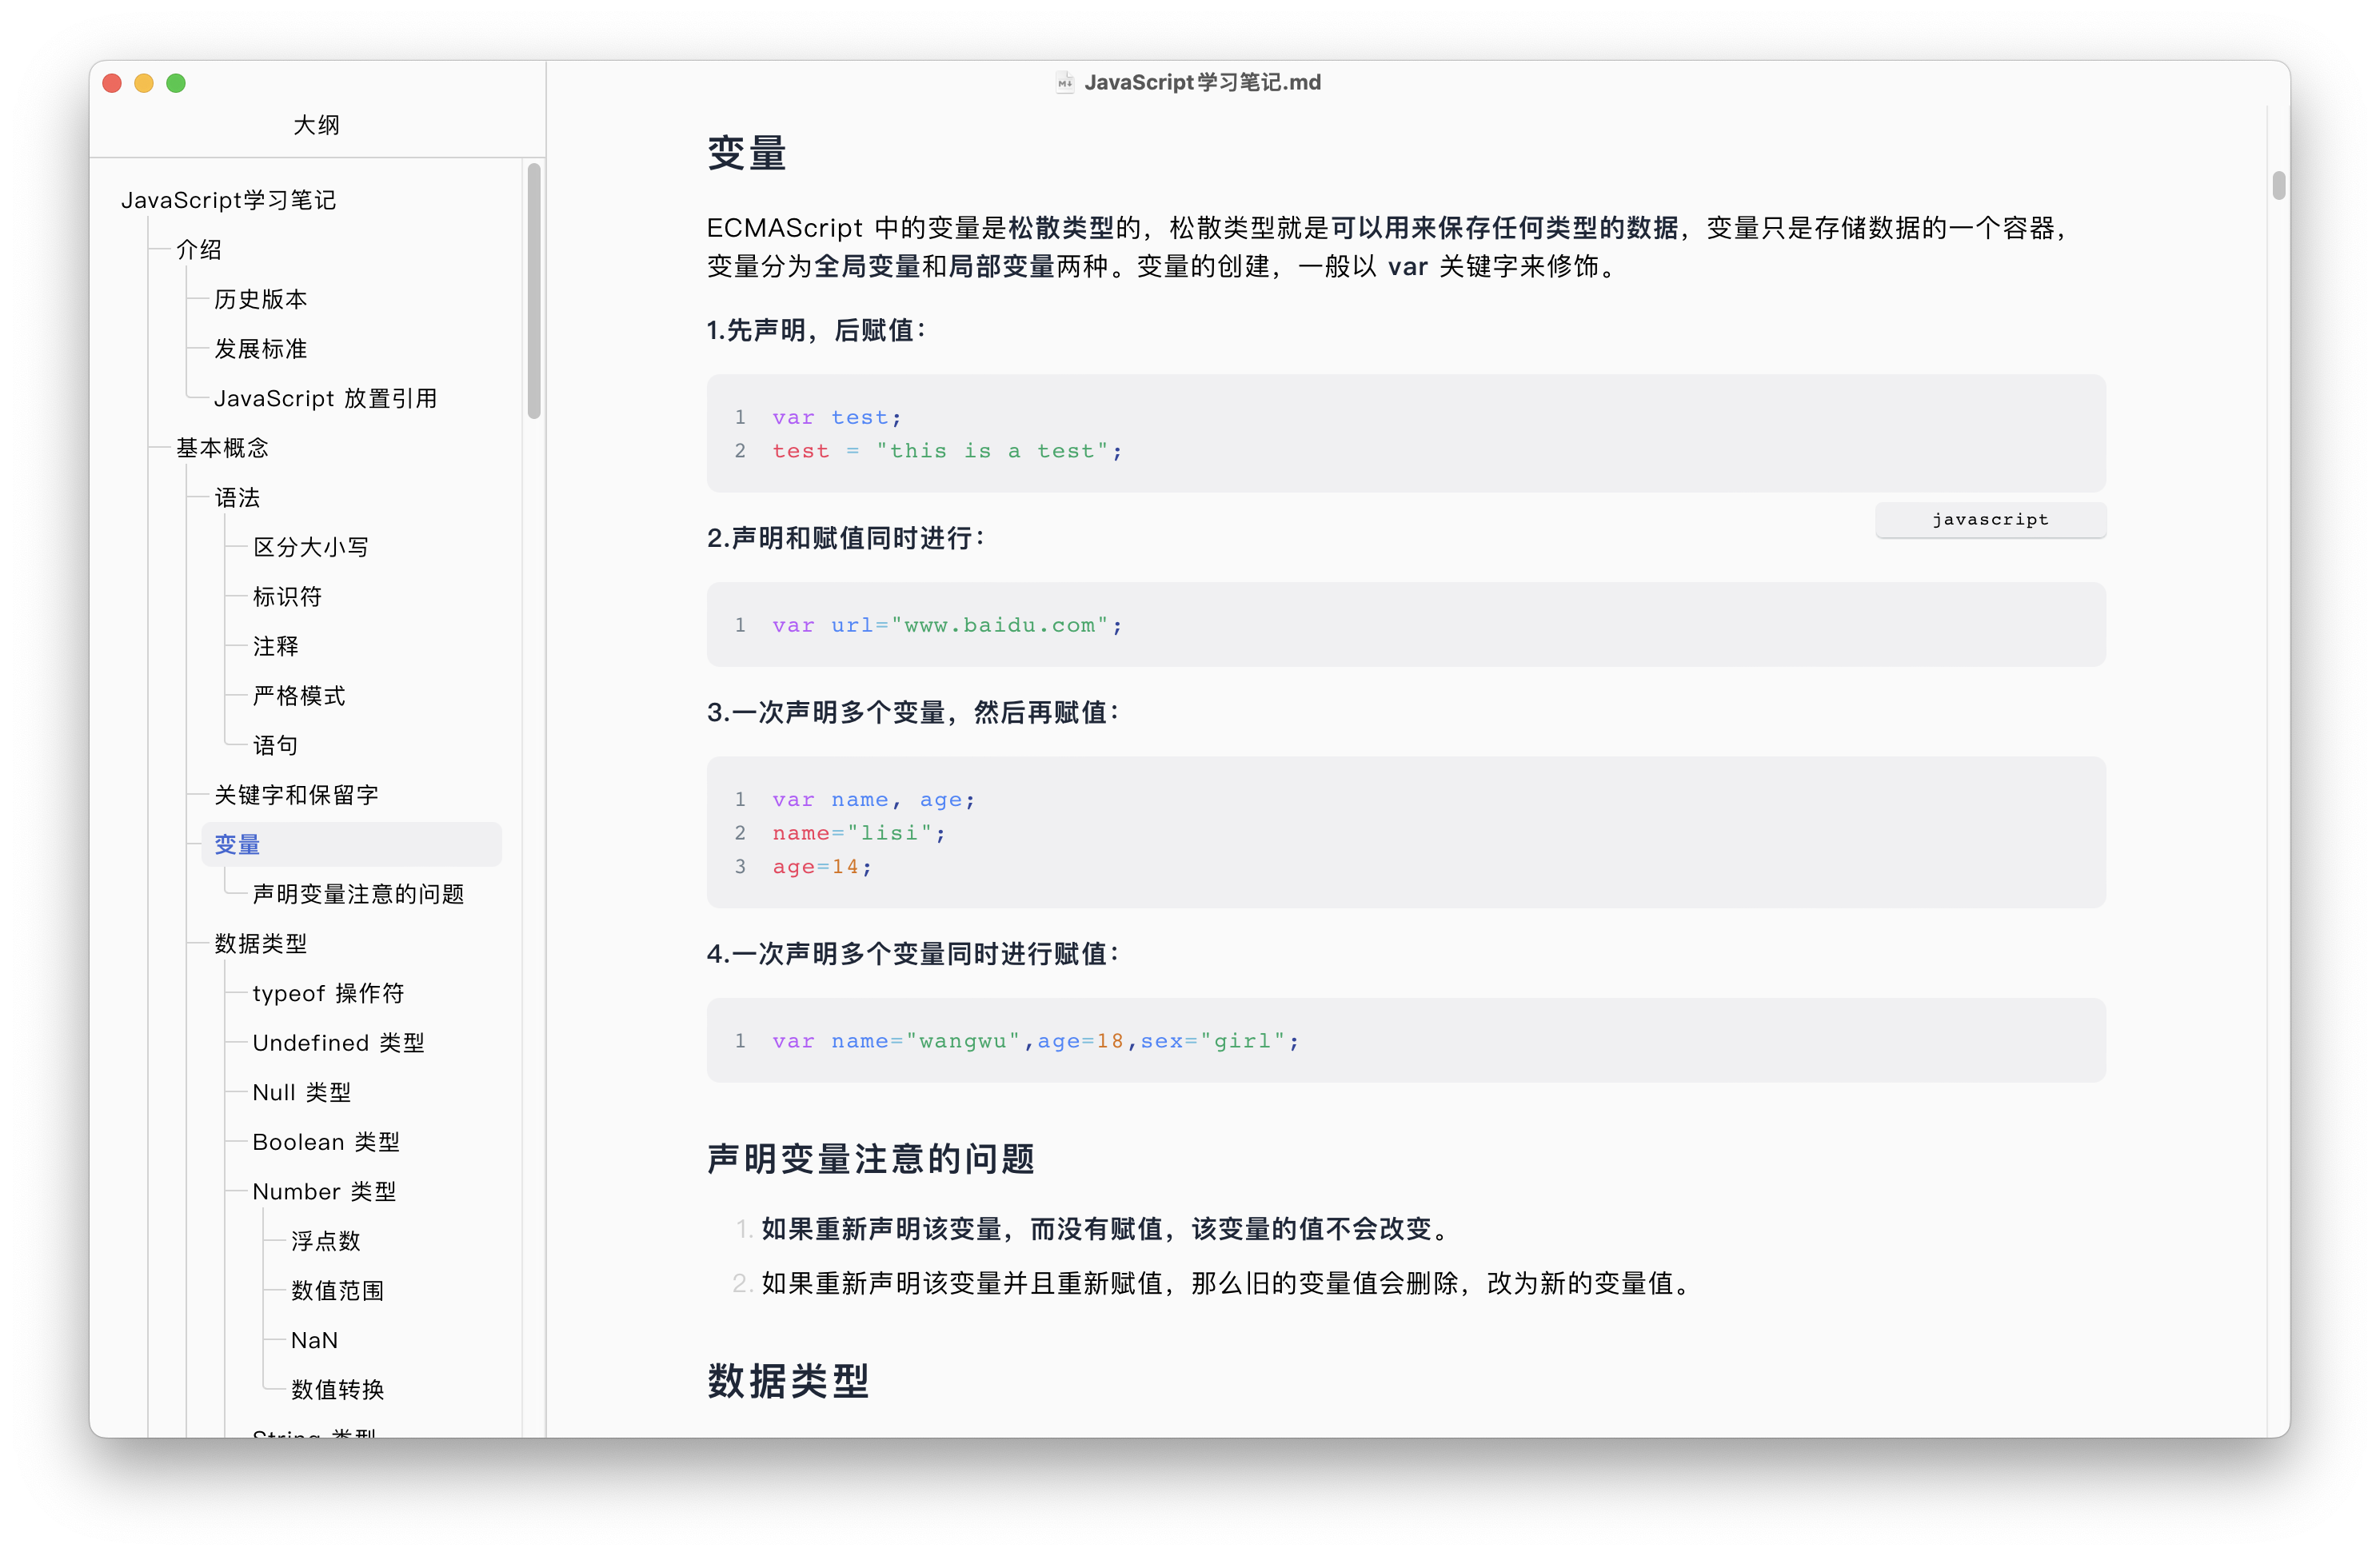 JavaScript学习笔记.md
大纲
JavaScript学习笔记
介绍
历史版本
发展标准
JavaScript 放置引用
基本概念
语法
区分大小写
标识符
注释
严格模式
语句
关键字和保留字
变量
声明变量注意的问题
数据类型
typeof 操作符
Undefined 类型
Null 类型
Boolean 类型
Number 类型
浮点数
数值范围
NaN
数值转换
String 类型
变量
ECMAScript 中的变量是松散类型的，松散类型就是可以用来保存任何类型的数据，变量只是存储数据的一个容器，
变量分为全局变量和局部变量两种。变量的创建，一般以 var 关键字来修饰。
1.先声明，后赋值：
1 var test;
2 test = "this is a test";
javascript
2.声明和赋值同时进行：
1 var url="www.baidu.com";
3.一次声明多个变量，然后再赋值：
1 var name, age;
2 name="lisi";
3 age=14;
4.一次声明多个变量同时进行赋值：
1 var name="wangwu",age=18,sex="girl";
声明变量注意的问题
1. 如果重新声明该变量，而没有赋值，该变量的值不会改变。
2. 如果重新声明该变量并且重新赋值，那么旧的变量值会删除，改为新的变量值。
数据类型